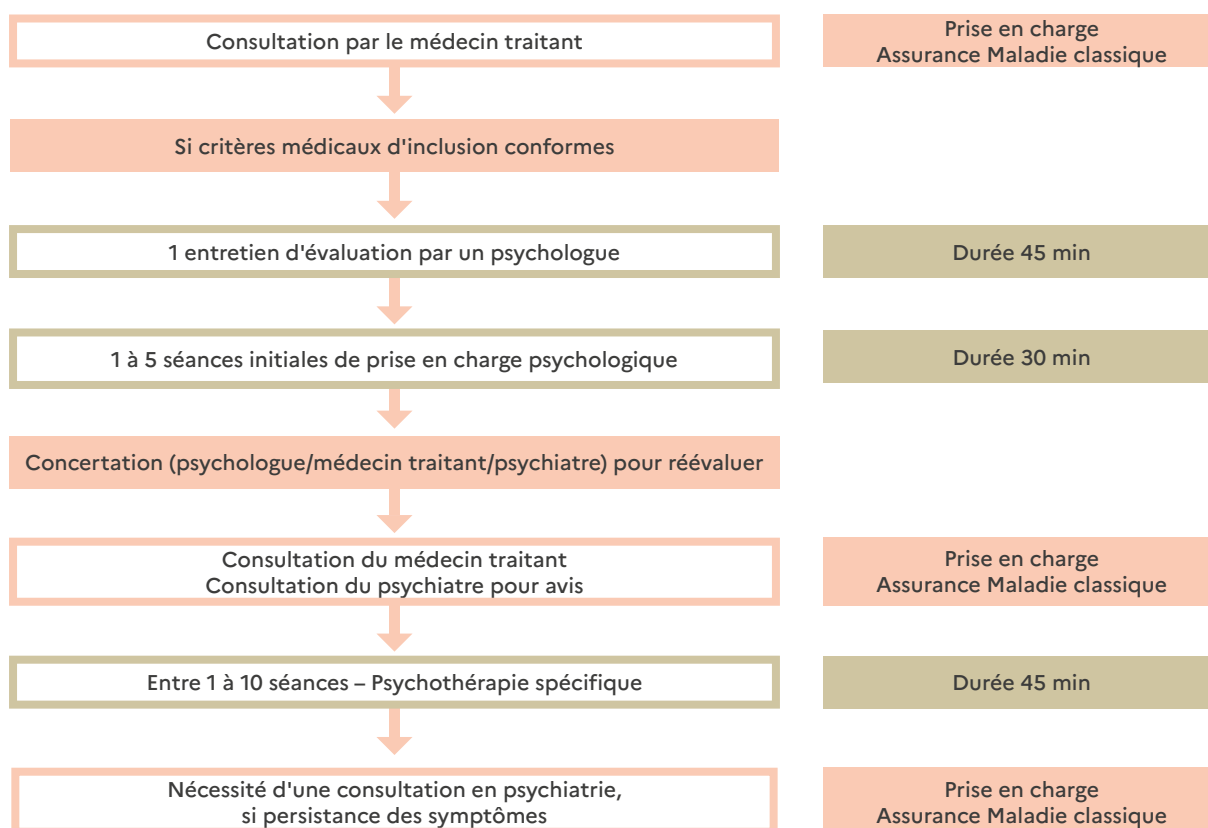 Consultation par le médecin traitant
Prise en charge
Assurance Maladie classique
Si critères médicaux d'inclusion conformes
1 entretien d'évaluation par un psychologue
Durée 45 min
1 à 5 séances initiales de prise en charge psychologique
Durée 30 min
Concertation (psychologue/médecin traitant/psychiatre) pour réévaluer
Consultation du médecin traitant
Consultation du psychiatre pour avis
Prise en charge
Assurance Maladie classique
Entre 1 à 10 séances – Psychothérapie spécifique
Durée 45 min
Nécessité d'une consultation en psychiatrie,
si persistance des symptômes
Prise en charge
Assurance Maladie classique